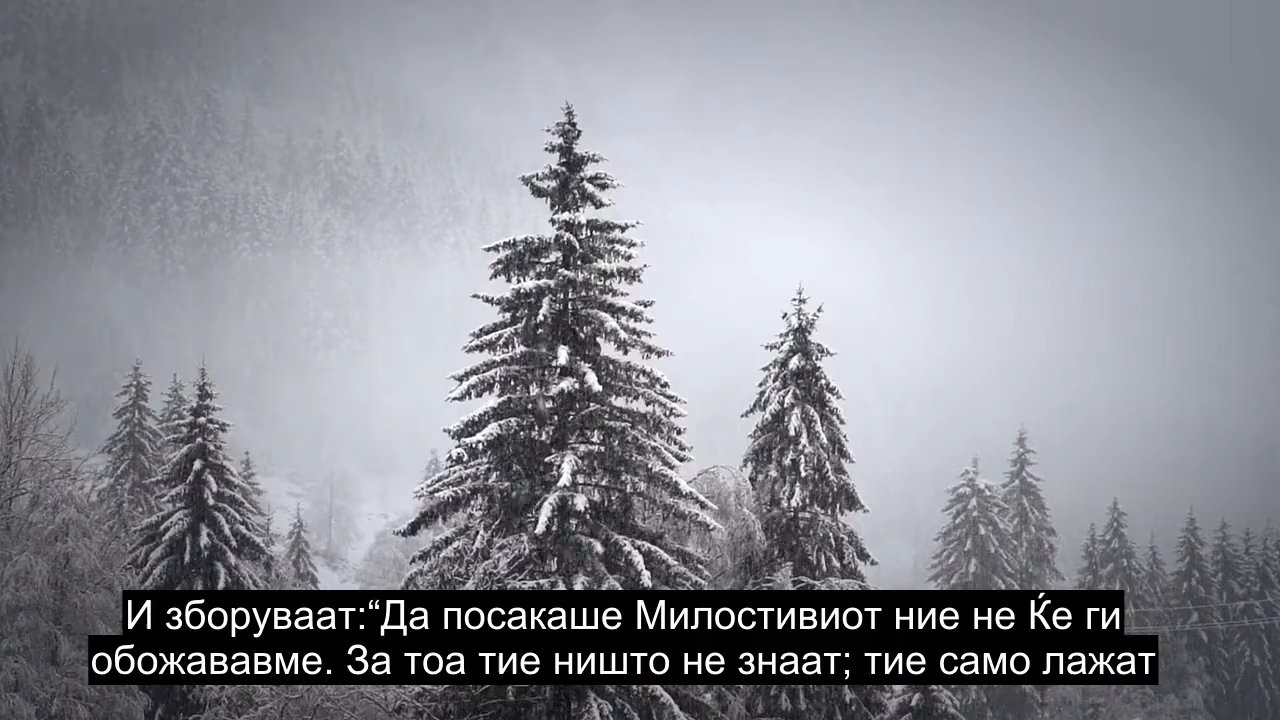 И зборуваат:“Да посакаше Милостивиот ние не Ќе ги
обожававме. За тоа тие ништо не знаат; тие само лажат